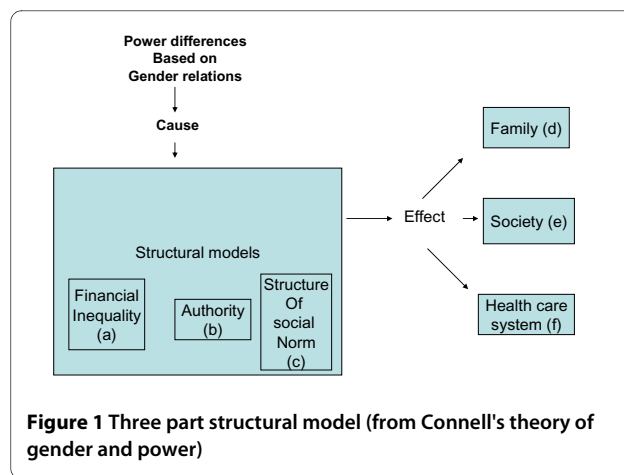 Power differences
Based on
Gender relations
Cause
Structural models
Financial
Inequality
(a)
Authority
(b)
Structure
Of
social
Norm
(c)
Effect
Family (d)
Society (e)
Health care
system (f)
Figure 1 Three part structural model (from Connell's theory of
gender and power)